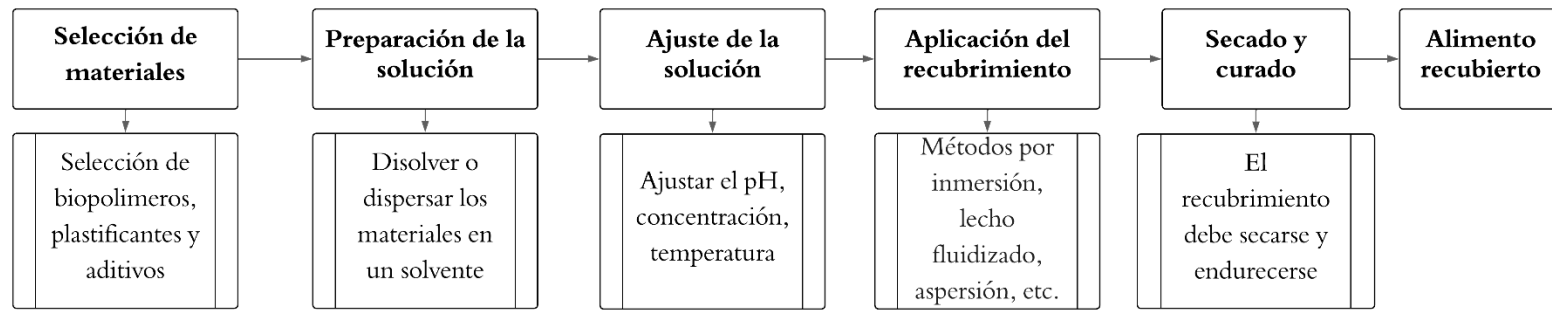 Selección de
materiales
Preparación de la
solución
Ajuste de la
solución
Aplicación del
recubrimiento
Secado y
curado
Alimento
recubierto
Selección de
biopolimeros,
plastificantes y
aditivos
Disolver o
dispersar los
materiales en
un solvente
Ajustar el pH,
concentración,
temperatura
Métodos por
inmersión,
lecho
fluidizado,
aspersión, etc.
El
recubrimiento
debe secarse y
endurecerse